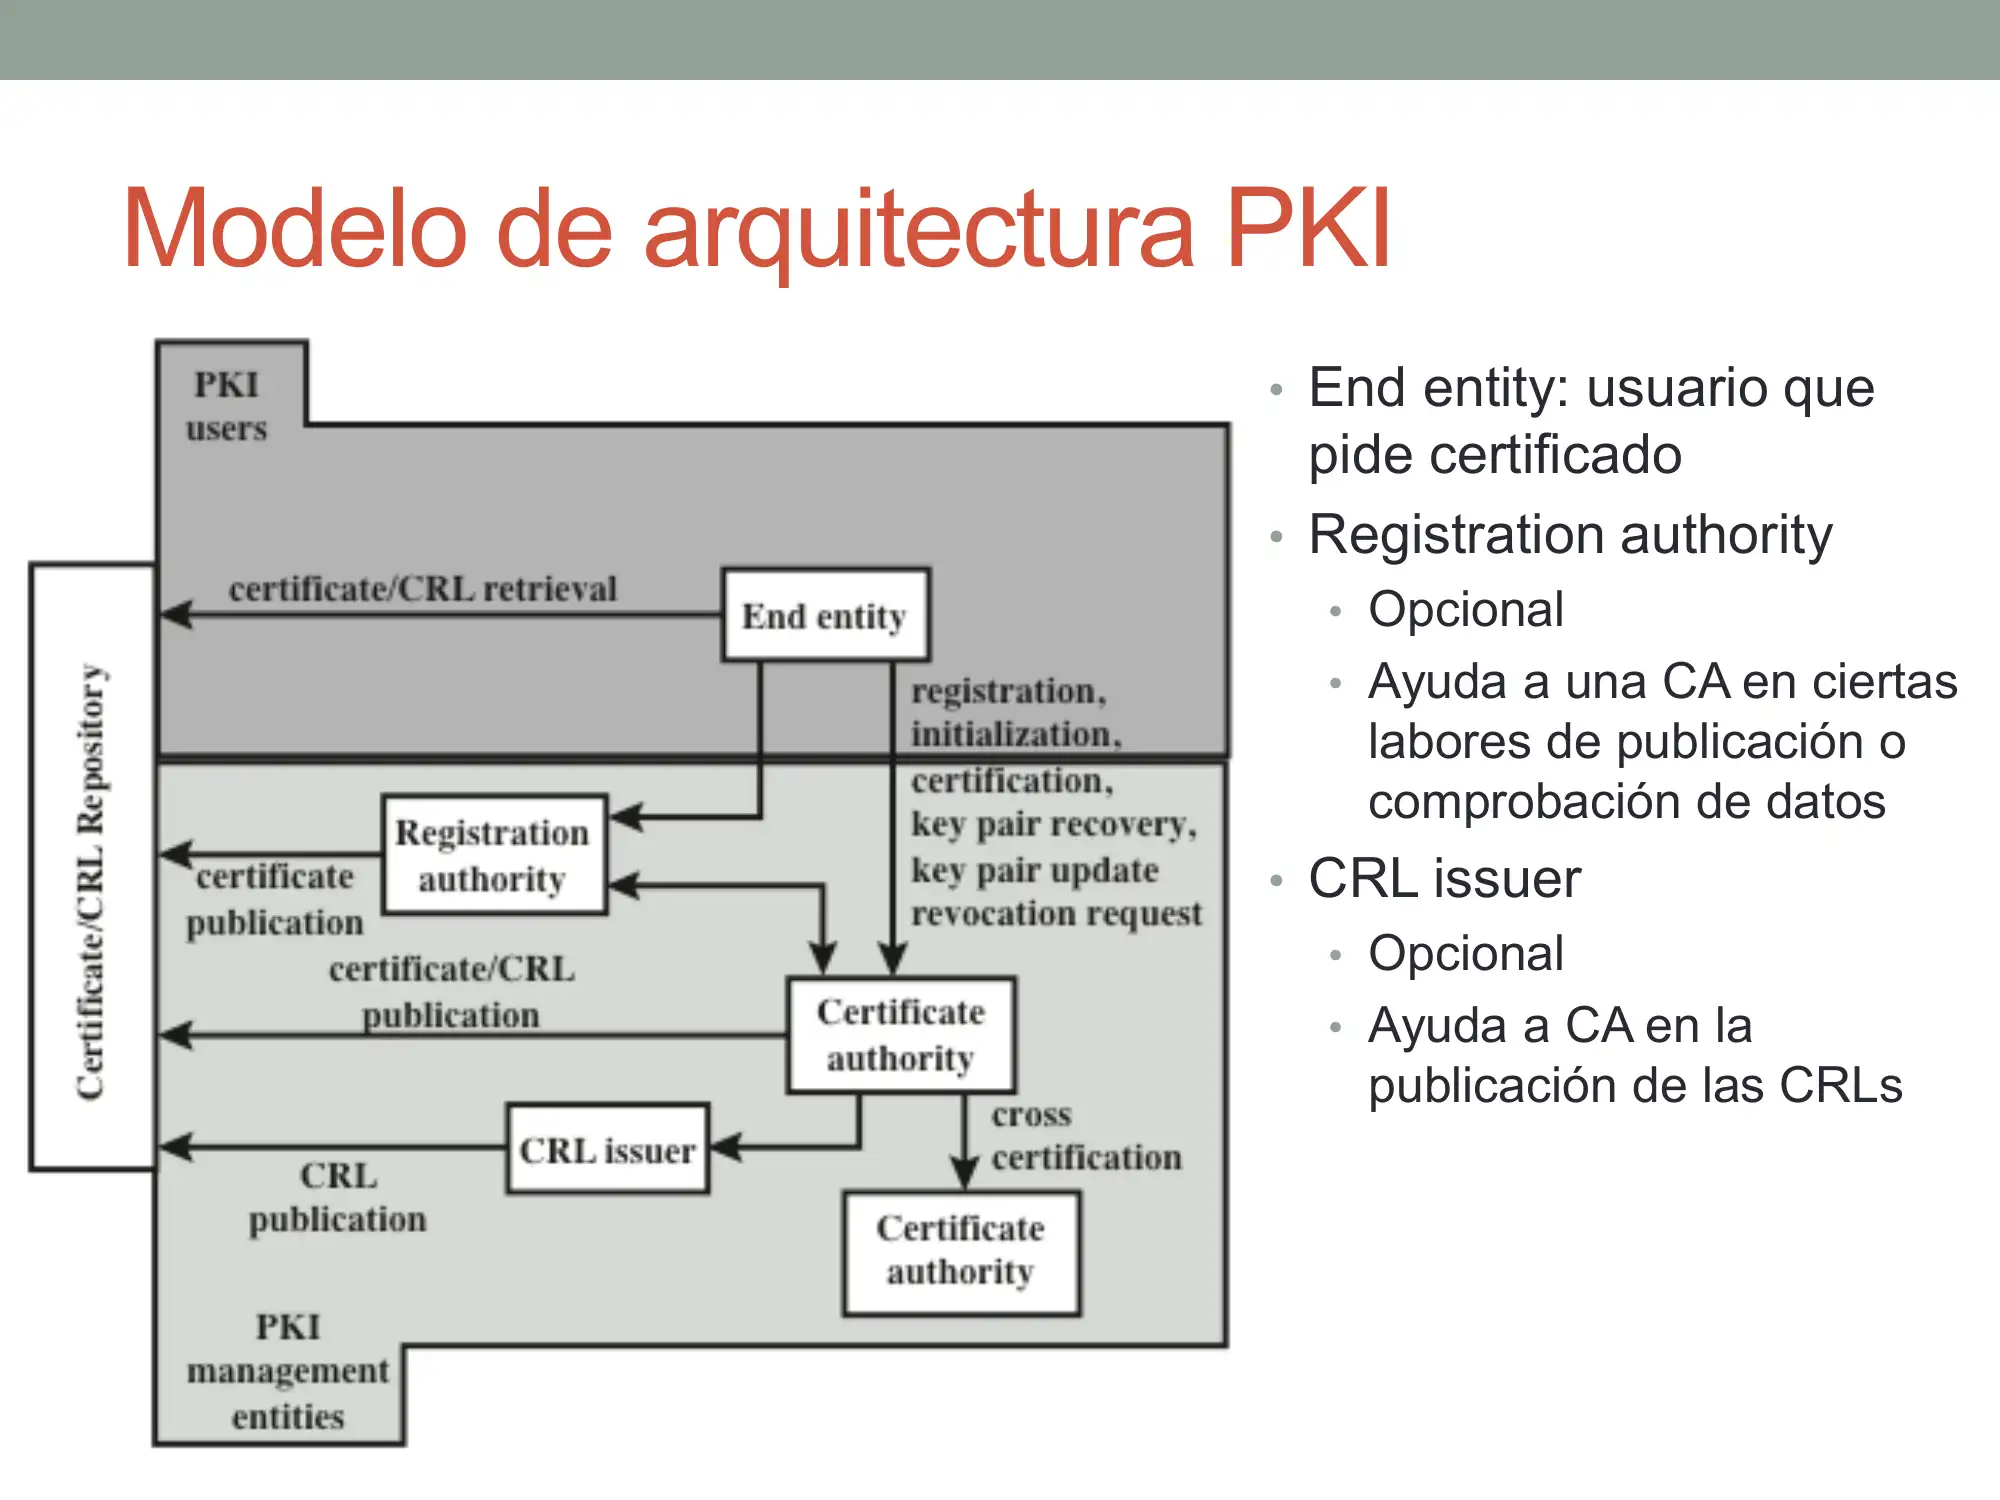 Modelo de arquitectura PKI
PKI
users
certificate/CRL retrieval
End entity
registration,
initialization,
certification,
key pair recovery,
key pair update
revocation request
Certificate/CRL Repository
Registration
authority
certificate
publication
certificate/CRL
publication
Certificate
authority
CRL issuer
CRL
publication
cross
certification
Certificate
authority
PKI
management
entities
• End entity: usuario que
pide certificado
• Registration authority
• Opcional
• Ayuda a una CA en ciertas
labores de publicación o
comprobación de datos
• CRL issuer
• Opcional
• Ayuda a CA en la
publicación de las CRLs